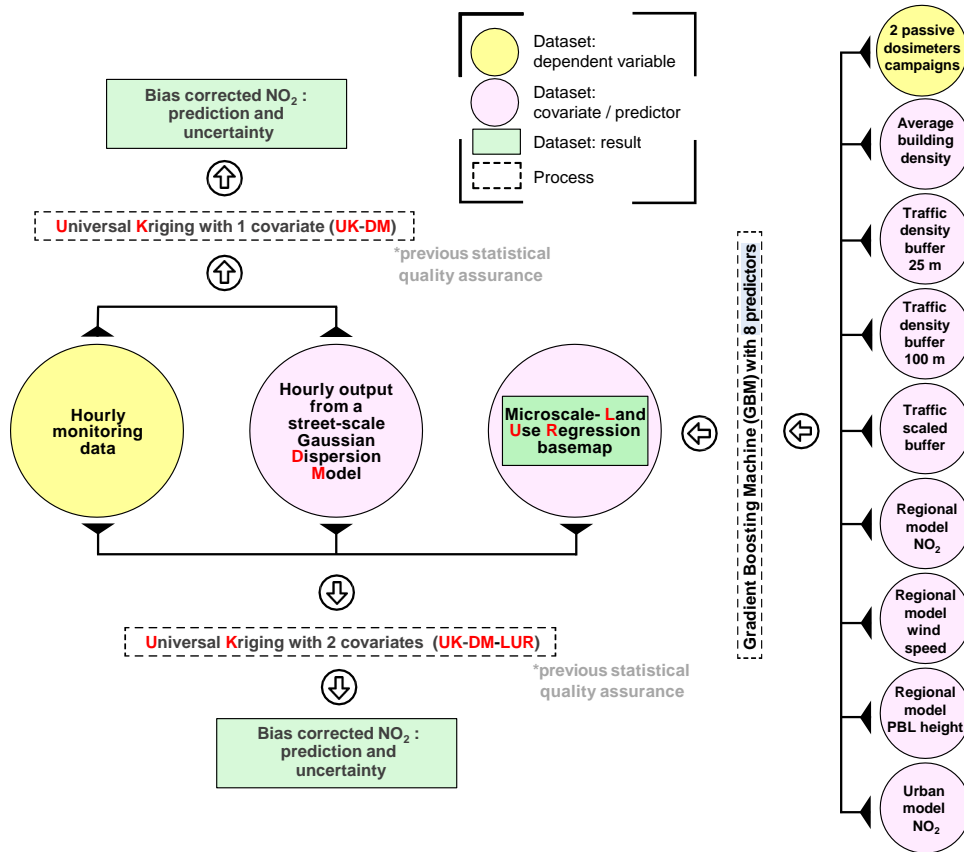 Dataset:
dependent variable
Dataset:
covariate / predictor
Dataset: result
Process
Bias corrected NO₂ :
prediction and
uncertainty
Universal Kriging with 1 covariate (UK-DM)
*previous statistical
quality assurance
Hourly
monitoring
data
Hourly output
from a
street-scale
Gaussian
Dispersion
Model
Microscale- Land
Use Regression
basemap
Universal Kriging with 2 covariates (UK-DM-LUR)
*previous statistical
quality assurance
Bias corrected NO₂ :
prediction and
uncertainty
Gradient Boosting Machine (GBM) with 8 predictors
2 passive
dosimeters
campaigns
Average
building
density
Traffic
density
buffer
25 m
Traffic
density
buffer
100 m
Traffic
scaled
buffer
Regional
model
NO₂
Regional
model
wind
speed
Regional
model
PBL height
Urban
model
NO₂